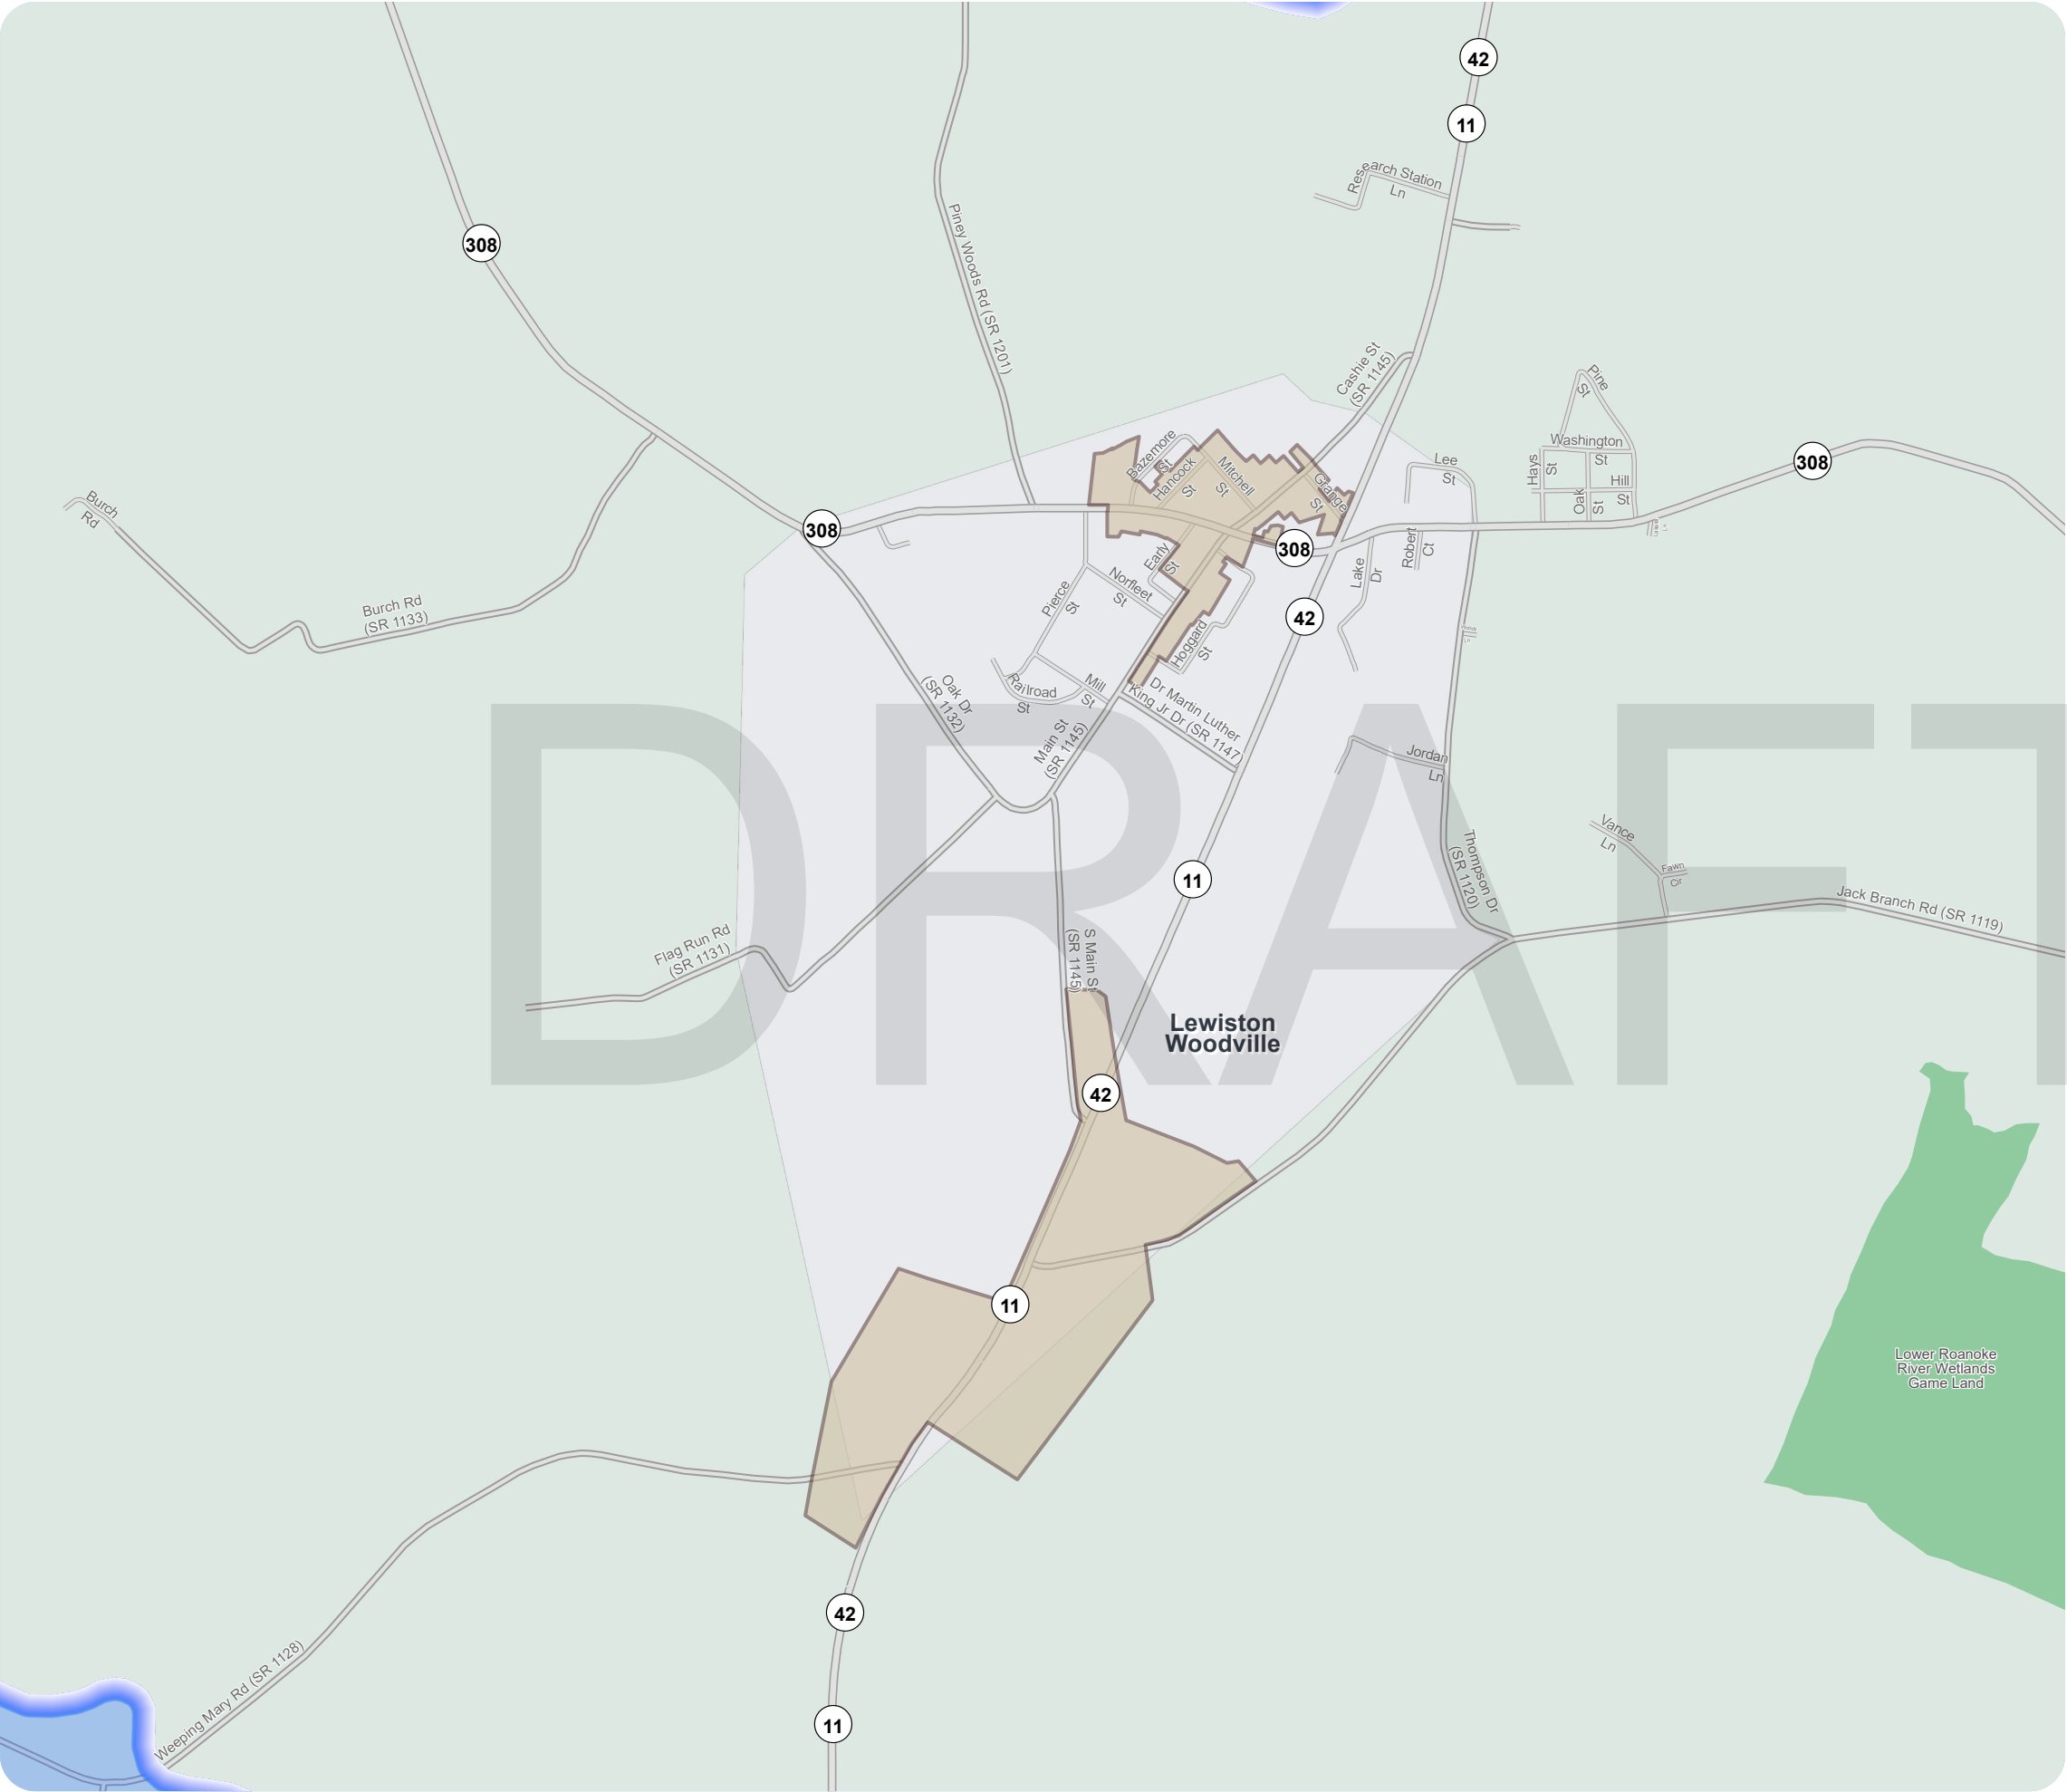 42
11
Research Station
Ln
308
Piney Woods Rd (SR 1201)
Cashie St
(SR 1145)
Pine
St
Washington
St
Hays
St
Hill
St
Oak
St
Lee
St
308
Bazemore
St
Hancock
St
Mitchell
St
Grange
St
Burch
Rd
308
308
Robert
Ct
Early
St
Lake
Dr
Norfleet
St
Pierce
St
Burch Rd
(SR 1133)
42
Hoggard
St
Oak Dr
(SR 1132)
Railroad
St
Mill
St
Dr Martin Luther
King Jr Dr (SR 1147)
Main St
(SR 1145)
Jordan
Ln
DRAFT
Vance
Ln
Fawn
Cir
Thompson Dr
(SR 1120)
11
Jack Branch Rd (SR 1119)
Flag Run Rd
(SR 1131)
S Main St
(SR 1145)
Lewiston
Woodville
42
11
Lower Roanoke
River Wetlands
Game Land
42
Weeping Mary Rd (SR 1128)
11